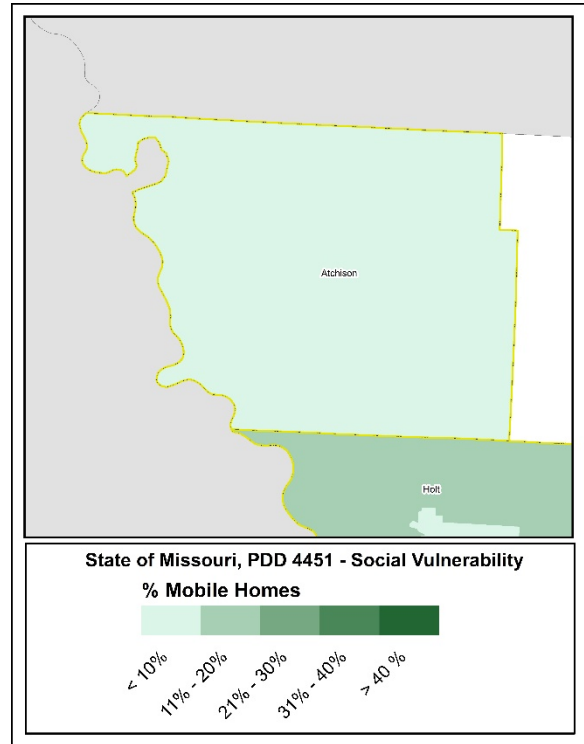 Atchison
Holt
State of Missouri, PDD 4451 - Social Vulnerability
% Mobile Homes
< 10%
11% - 20%
21% - 30%
31% - 40%
> 40 %